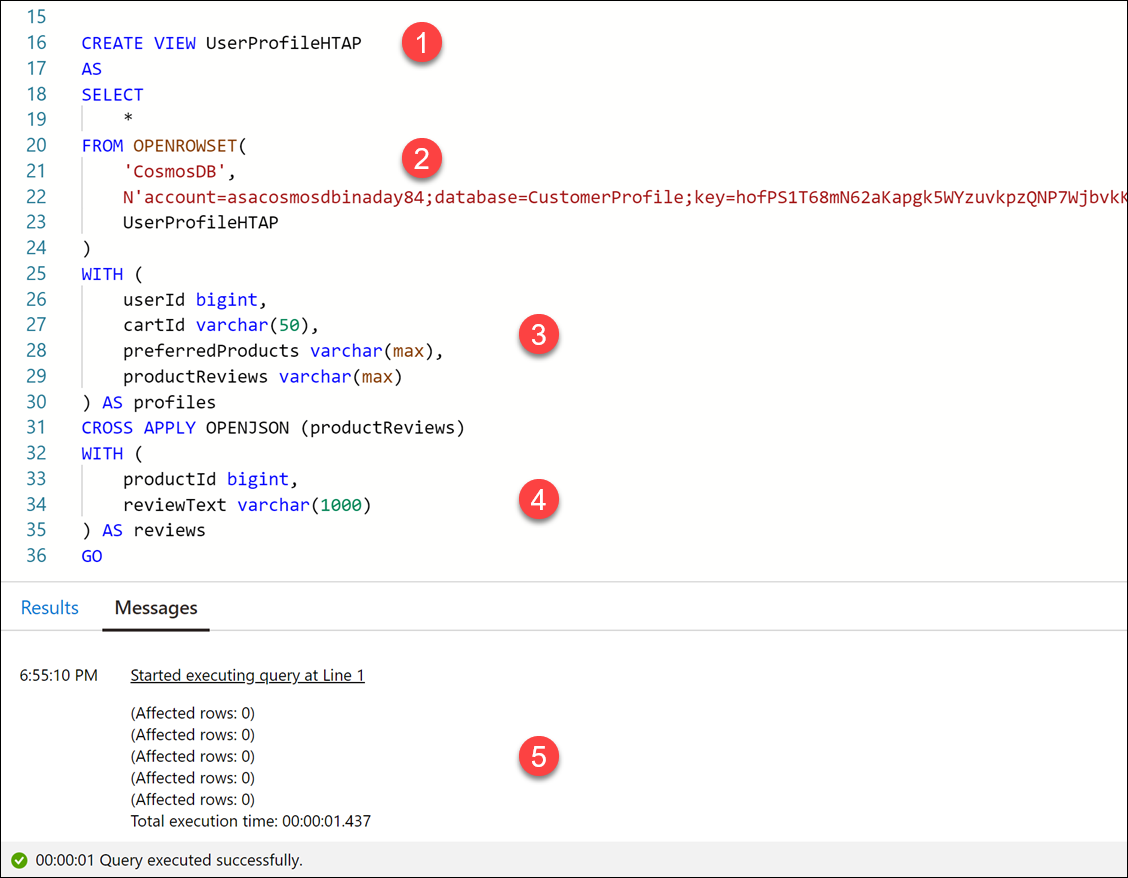 15
16 CREATE VIEW UserProfileHTAP 1
17 AS
18 SELECT
19 *
20 FROM OPENROWSET(
21 'CosmosDB', 2
22 N'account=asacosmosdbinaday84;database=CustomerProfile;key=hofPS1T68mN62aKapgk5WYzuvkpzQNP7WjbvkK
23 UserProfileHTAP
24 )
25 WITH (
26 userId bigint,
27 cartId varchar(50), 3
28 preferredProducts varchar(max),
29 productReviews varchar(max)
30 ) AS profiles
31 CROSS APPLY OPENJSON (productReviews)
32 WITH (
33 productId bigint,
34 reviewText varchar(1000) 4
35 ) AS reviews
36 GO
Results Messages
6:55:10 PM Started executing query at Line 1
(Affected rows: 0)
(Affected rows: 0)
(Affected rows: 0) 5
(Affected rows: 0)
(Affected rows: 0)
Total execution time: 00:00:01.437
00:00:01 Query executed successfully.